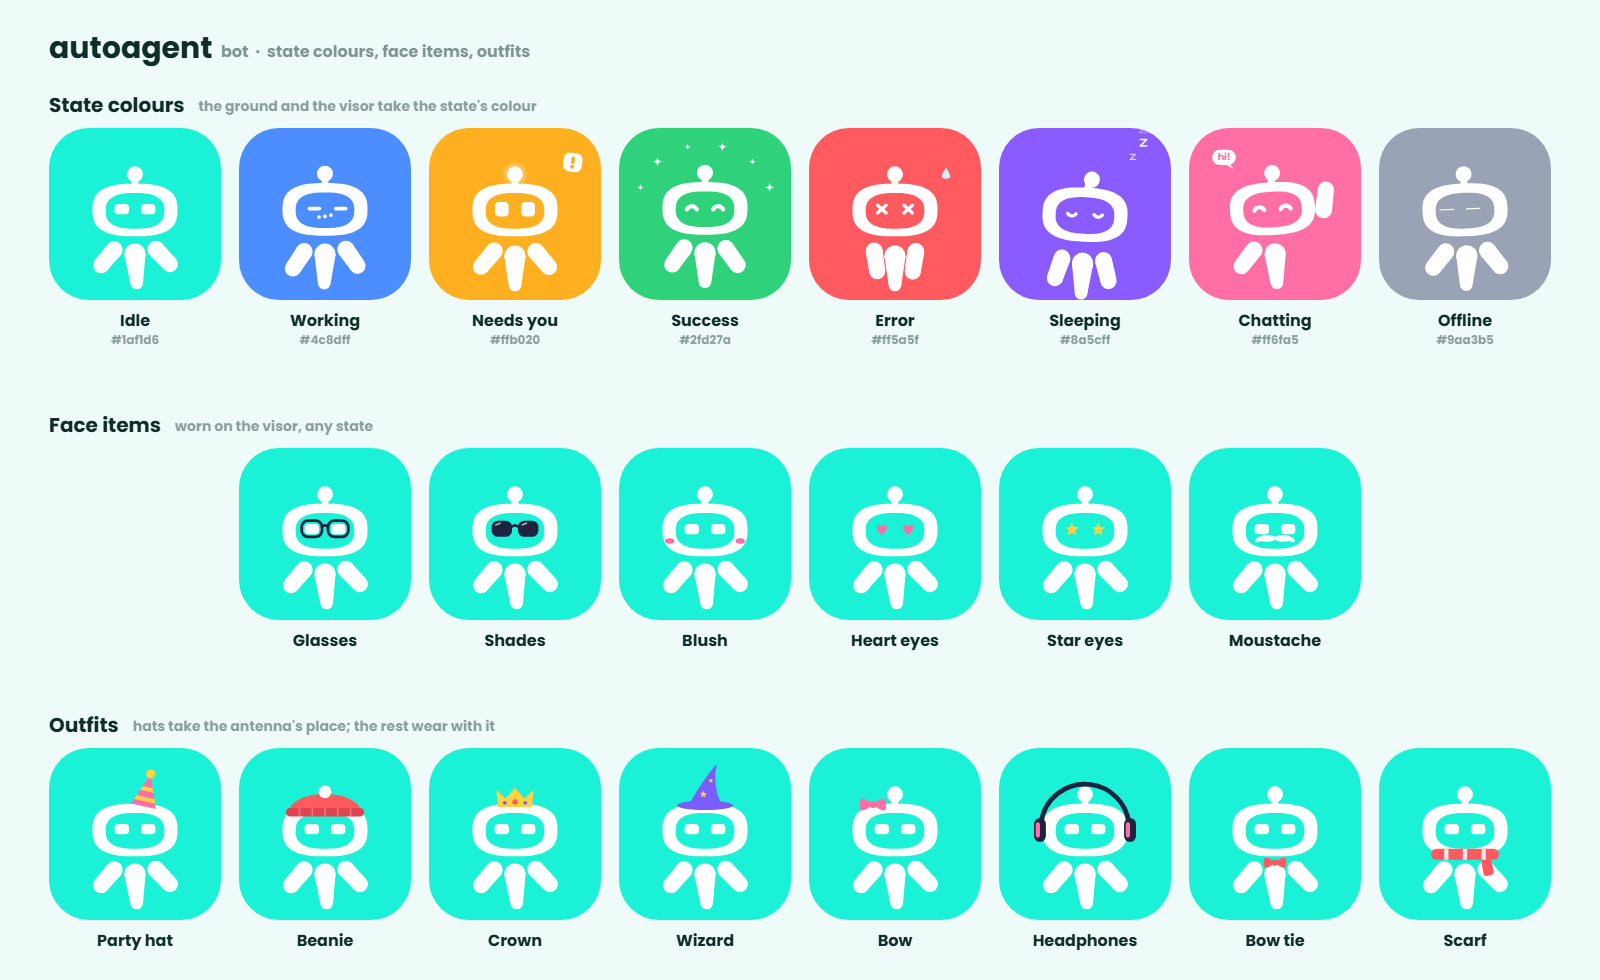 autoagent bot · state colours, face items, outfits
State colours the ground and the visor take the state's colour
! z z hi!
Idle Working Needs you Success Error Sleeping Chatting Offline
#1af1d6 #4c8dff #ffb020 #2fd27a #ff5a5f #8a5cff #ff6fa5 #9aa3b5
Face items worn on the visor, any state
Glasses Shades Blush Heart eyes Star eyes Moustache
Outfits hats take the antenna's place; the rest wear with it
Party hat Beanie Crown Wizard Bow Headphones Bow tie Scarf